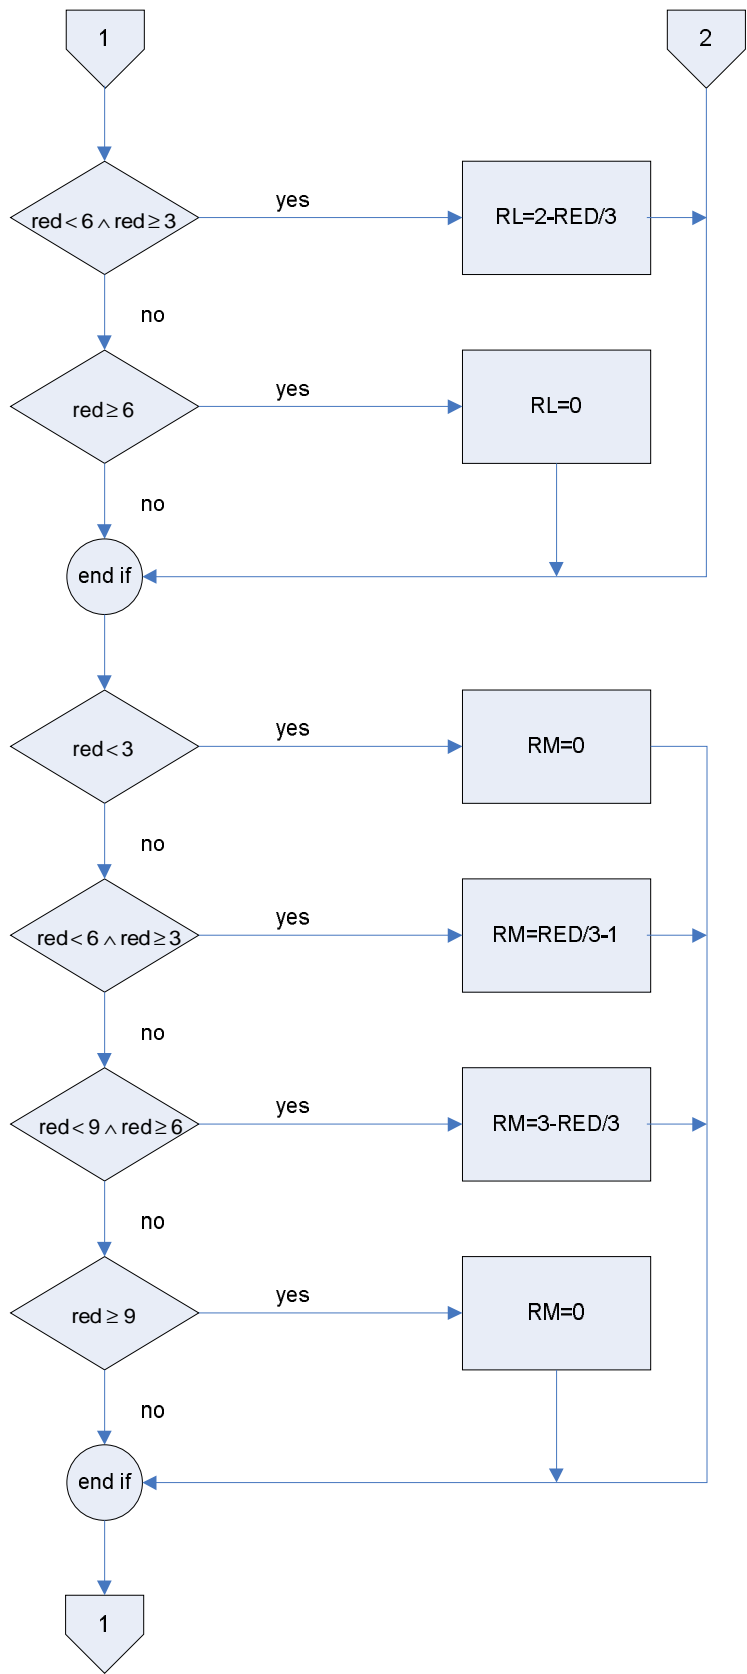 1
2
red<6∧red≥3
yes
RL=2-RED/3
no
red≥6
yes
RL=0
no
end if
red<3
yes
RM=0
no
red<6∧red≥3
yes
RM=RED/3-1
no
red<9∧red≥6
yes
RM=3-RED/3
no
red≥9
yes
RM=0
no
end if
1